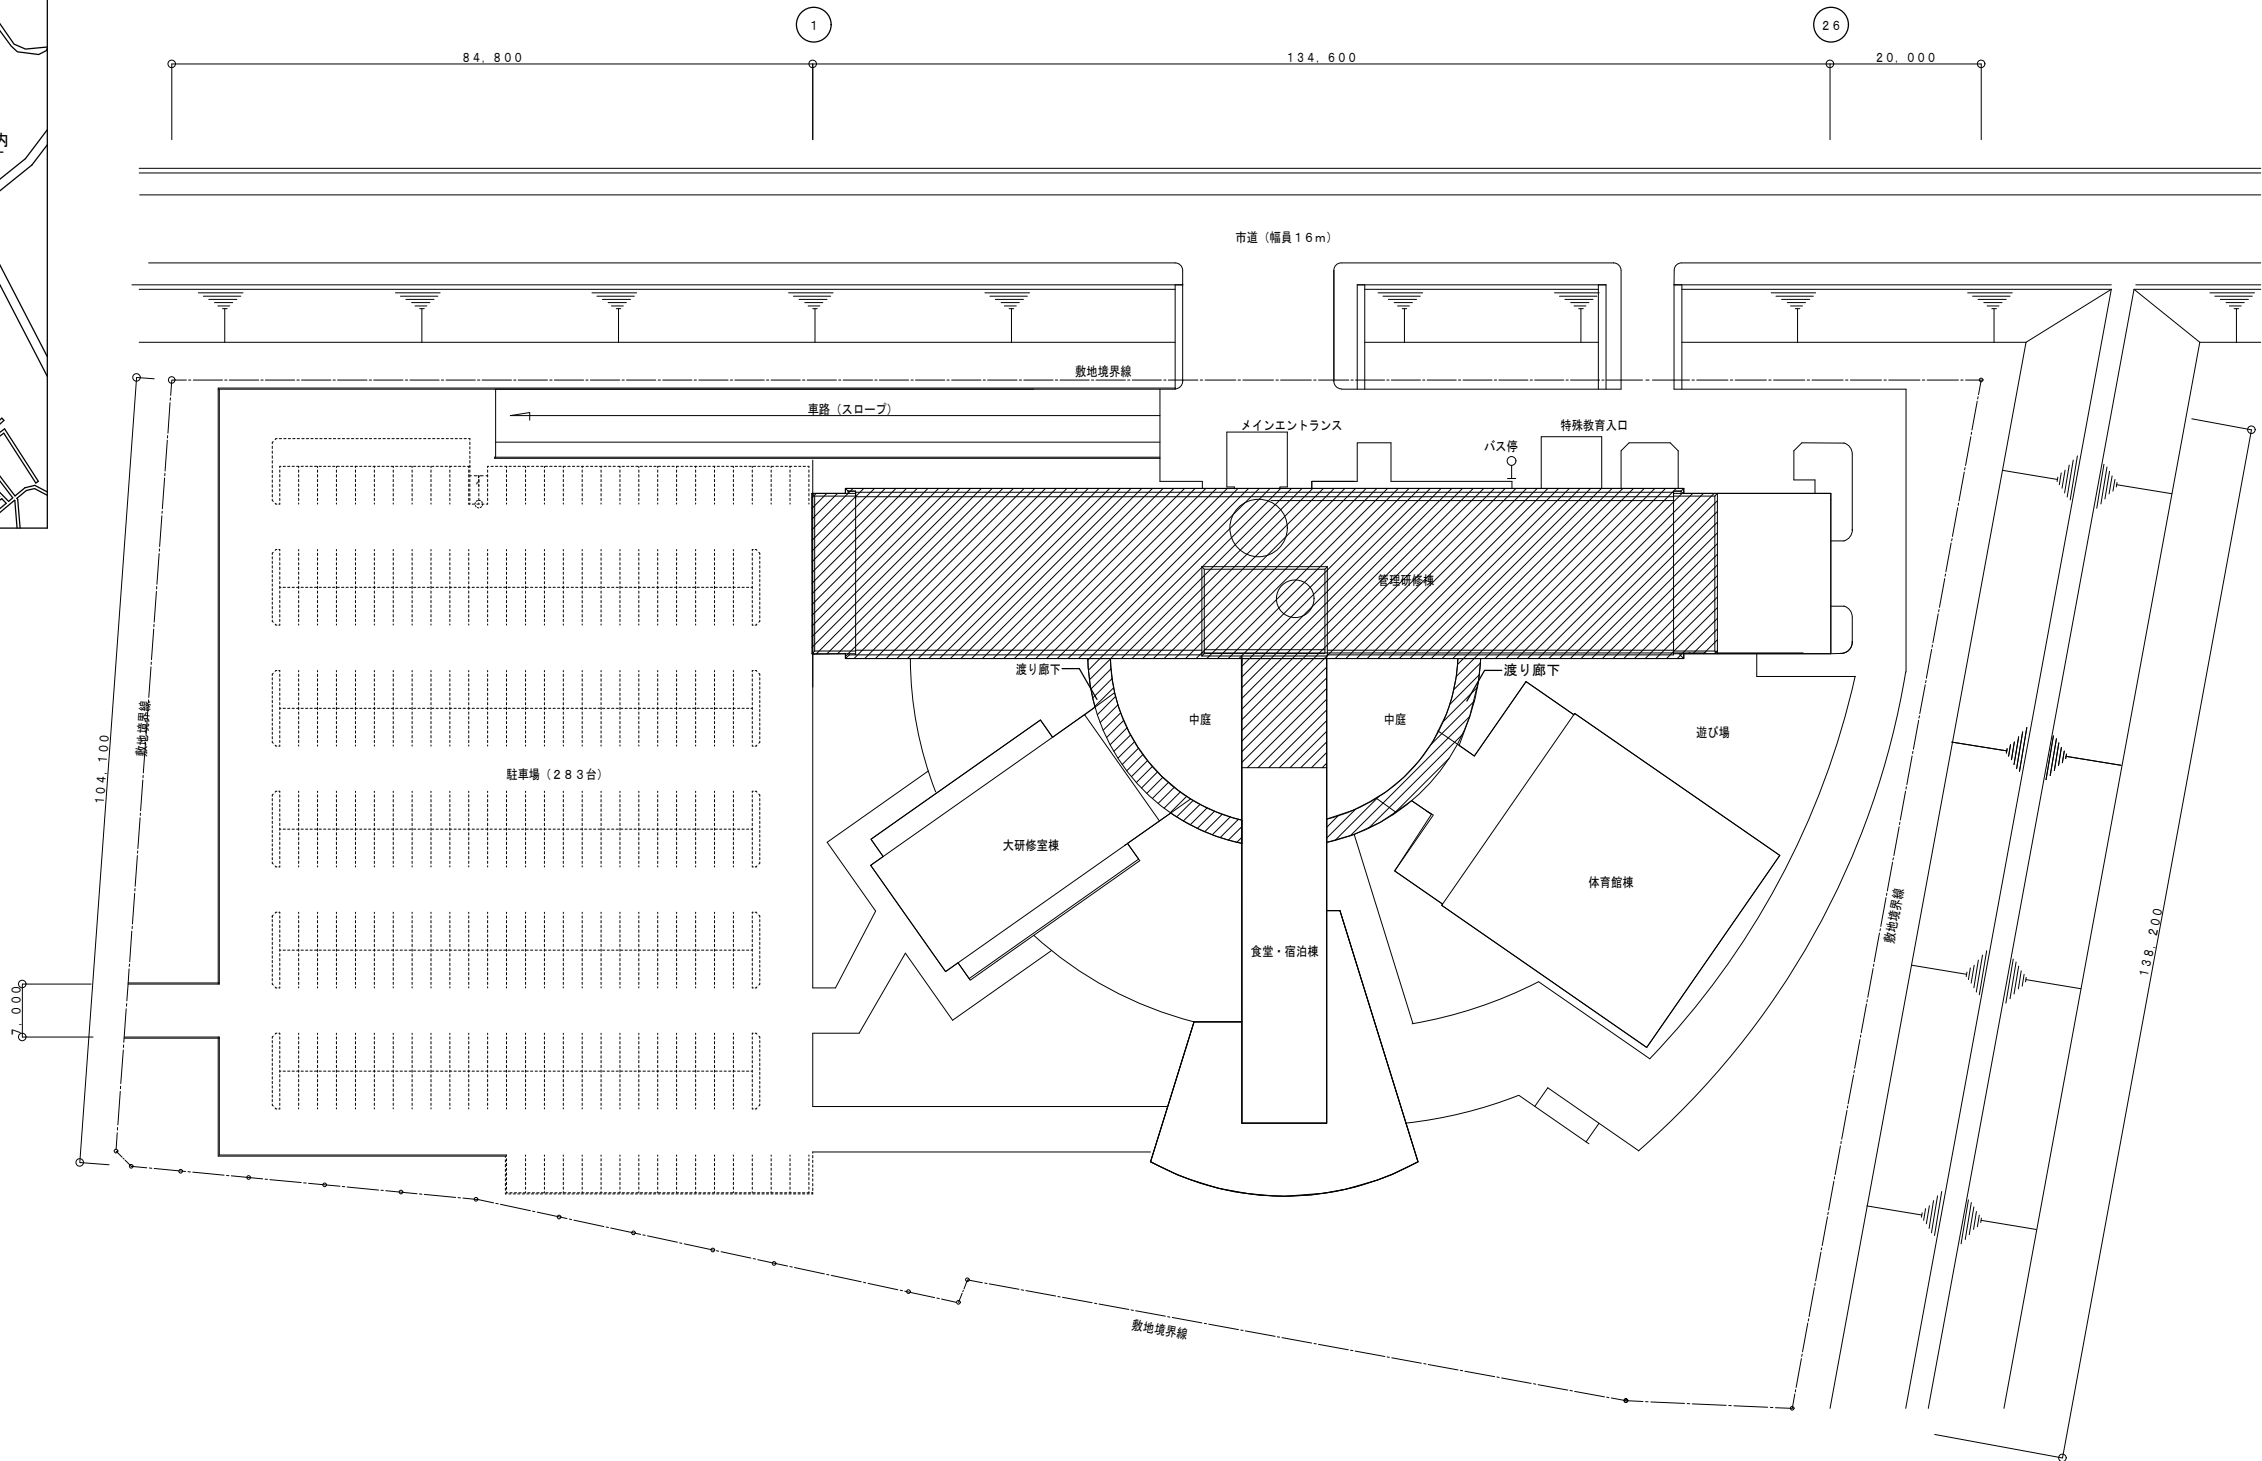 1
26
84,800
134,600
20,000
内
市道（幅員１６ｍ）
敷地境界線
車路（スロープ）
メインエントランス
特殊教育入口
バス停
管理研修棟
渡り廊下
渡り廊下
中庭
中庭
遊び場
敷地境界線
104,100
駐車場（２８３台）
大研修室棟
体育館棟
敷地境界線
138,200
食堂・宿泊棟
7,000
敷地境界線